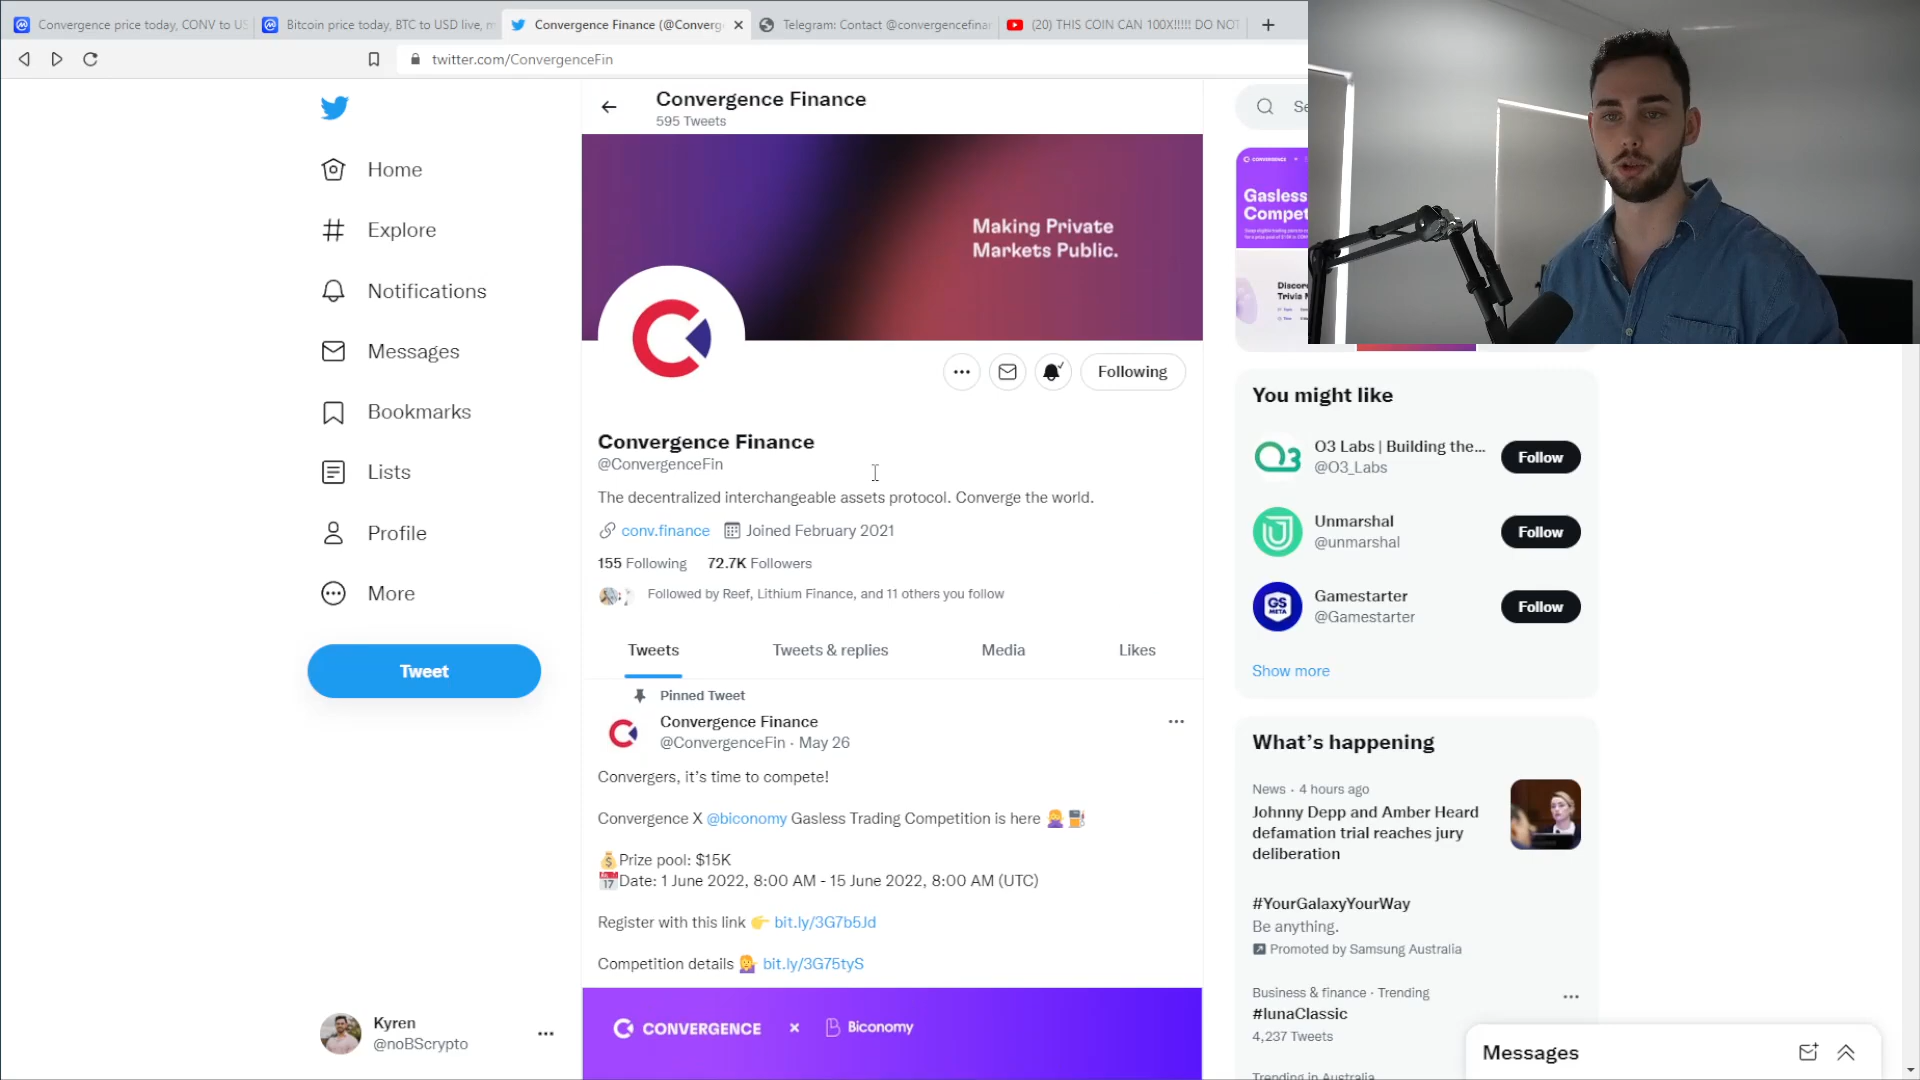 Convergence price today, CONV to US
Bitcoin price today, BTC to USD live, m
Convergence Finance (@Converg
Telegram: Contact @convergencefinan
(20) THIS COIN CAN 100X!!!!! DO NOT
twitter.com/ConvergenceFin
Convergence Finance
595 Tweets
Home
Explore
Notifications
Messages
Bookmarks
Lists
Profile
More
Tweet
Kyren
@noBScrypto
Making Private
Markets Public.
Following
Convergence Finance
@ConvergenceFin
The decentralized interchangeable assets protocol. Converge the world.
conv.finance Joined February 2021
155 Following 72.7K Followers
Followed by Reef, Lithium Finance, and 11 others you follow
Tweets Tweets & replies Media Likes
Pinned Tweet
Convergence Finance
@ConvergenceFin · May 26
Convergers, it's time to compete!
Convergence X @biconomy Gasless Trading Competition is here
Prize pool: $15K
Date: 1 June 2022, 8:00 AM - 15 June 2022, 8:00 AM (UTC)
Register with this link 👉 bit.ly/3G7b5Jd
Competition details bit.ly/3G75tyS
CONVERGENCE × Biconomy
Se
CONVERGENCE
Gasless
Compet
Discor
Trivia
You might like
O3 Labs | Building the...
@O3_Labs
Follow
Unmarshal
@unmarshal
Follow
Gamestarter
@Gamestarter
Follow
GS
META
Show more
What's happening
News · 4 hours ago
Johnny Depp and Amber Heard
defamation trial reaches jury
deliberation
#YourGalaxyYourWay
Be anything.
Promoted by Samsung Australia
Business & finance · Trending
#lunaClassic
4,237 Tweets
Trending in Australia
Messages